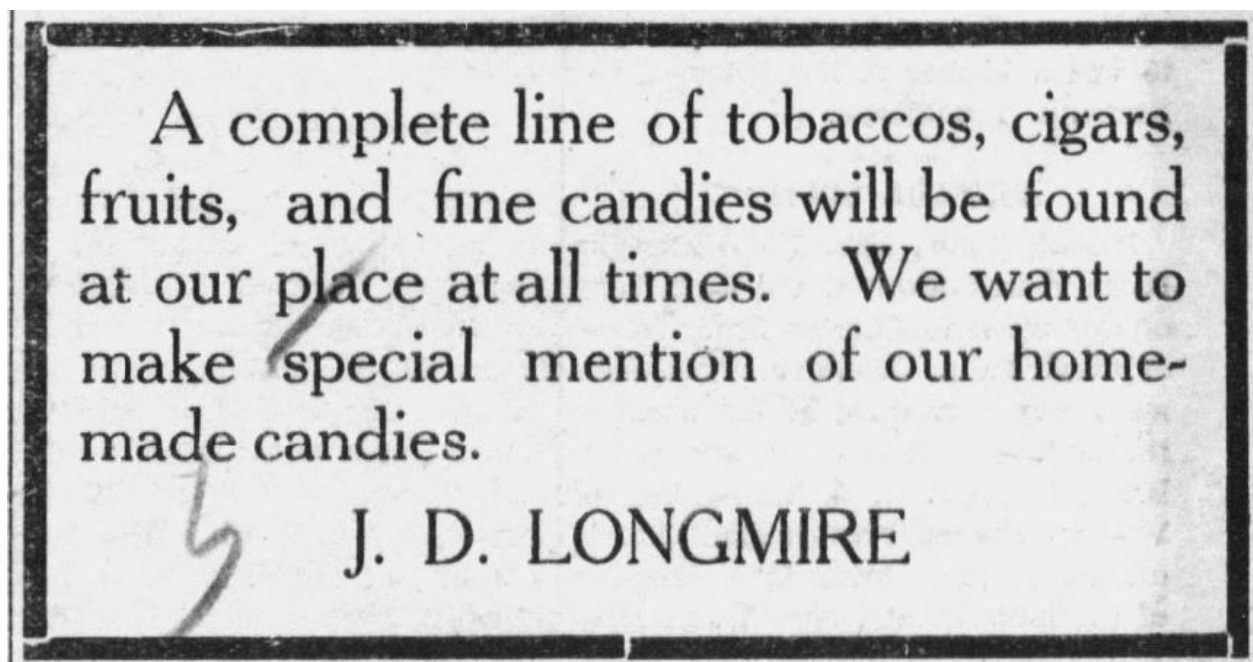 A complete line of tobaccos, cigars,
fruits, and fine candies will be found
at our place at all times. We want to
make special mention of our home-
made candies.
J. D. LONGMIRE